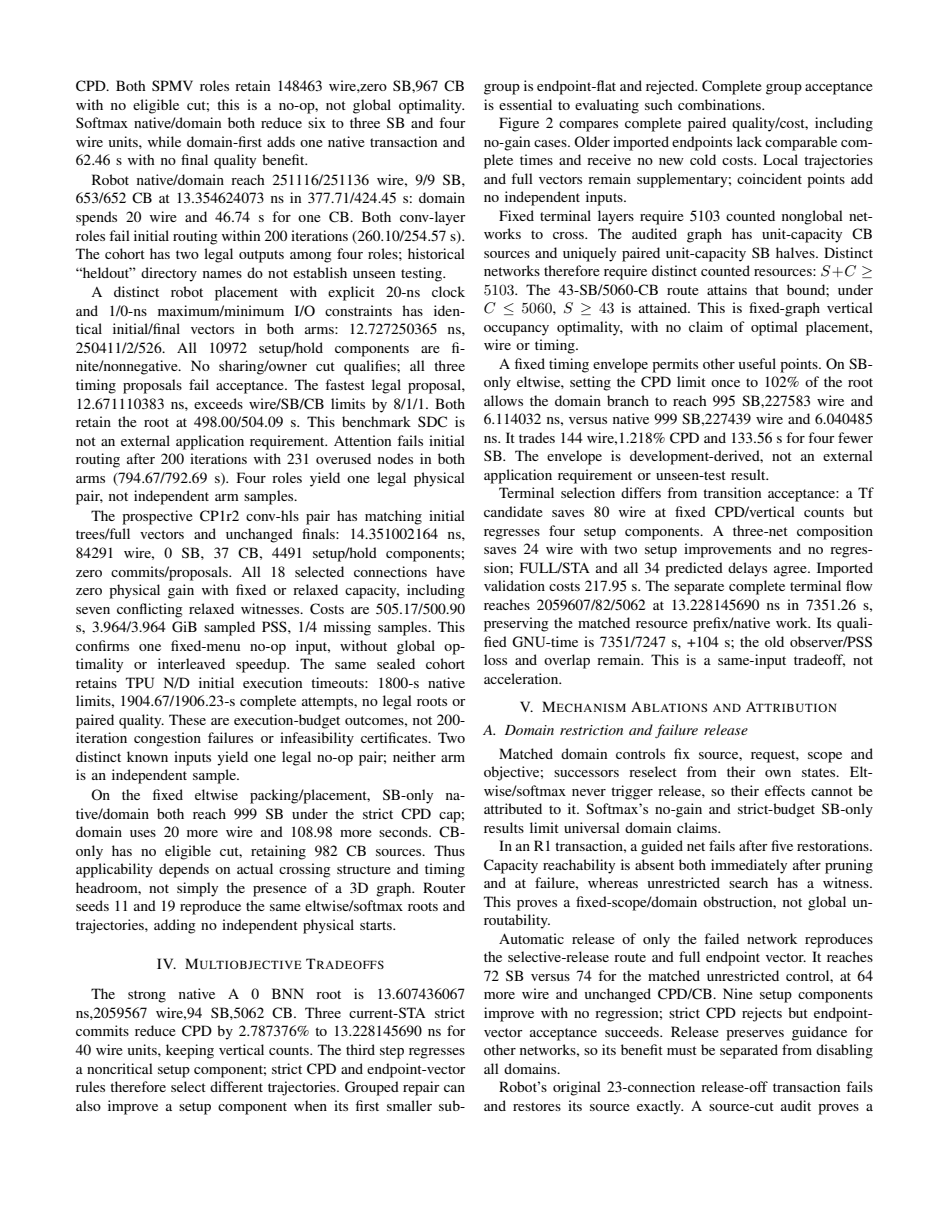 CPD. Both SPMV roles retain 148463 wire,zero SB,967 CB
with no eligible cut; this is a no-op, not global optimality.
Softmax native/domain both reduce six to three SB and four
wire units, while domain-first adds one native transaction and
62.46 s with no final quality benefit.
Robot native/domain reach 251116/251136 wire, 9/9 SB,
653/652 CB at 13.354624073 ns in 377.71/424.45 s: domain
spends 20 wire and 46.74 s for one CB. Both conv-layer
roles fail initial routing within 200 iterations (260.10/254.57 s).
The cohort has two legal outputs among four roles; historical
“heldout” directory names do not establish unseen testing.
A distinct robot placement with explicit 20-ns clock
and 1/0-ns maximum/minimum I/O constraints has iden-
tical initial/final vectors in both arms: 12.727250365 ns,
250411/2/526. All 10972 setup/hold components are fi-
nite/nonnegative. No sharing/owner cut qualifies; all three
timing proposals fail acceptance. The fastest legal proposal,
12.671110383 ns, exceeds wire/SB/CB limits by 8/1/1. Both
retain the root at 498.00/504.09 s. This benchmark SDC is
not an external application requirement. Attention fails initial
routing after 200 iterations with 231 overused nodes in both
arms (794.67/792.69 s). Four roles yield one legal physical
pair, not independent arm samples.
The prospective CP1r2 conv-hls pair has matching initial
trees/full vectors and unchanged finals: 14.351002164 ns,
84291 wire, 0 SB, 37 CB, 4491 setup/hold components;
zero commits/proposals. All 18 selected connections have
zero physical gain with fixed or relaxed capacity, including
seven conflicting relaxed witnesses. Costs are 505.17/500.90
s, 3.964/3.964 GiB sampled PSS, 1/4 missing samples. This
confirms one fixed-menu no-op input, without global op-
timality or interleaved speedup. The same sealed cohort
retains TPU N/D initial execution timeouts: 1800-s native
limits, 1904.67/1906.23-s complete attempts, no legal roots or
paired quality. These are execution-budget outcomes, not 200-
iteration congestion failures or infeasibility certificates. Two
distinct known inputs yield one legal no-op pair; neither arm
is an independent sample.
On the fixed eltwise packing/placement, SB-only na-
tive/domain both reach 999 SB under the strict CPD cap;
domain uses 20 more wire and 108.98 more seconds. CB-
only has no eligible cut, retaining 982 CB sources. Thus
applicability depends on actual crossing structure and timing
headroom, not simply the presence of a 3D graph. Router
seeds 11 and 19 reproduce the same eltwise/softmax roots and
trajectories, adding no independent physical starts.
IV. MULTIOBJECTIVE TRADEOFFS
The strong native A 0 BNN root is 13.607436067
ns,2059567 wire,94 SB,5062 CB. Three current-STA strict
commits reduce CPD by 2.787376% to 13.228145690 ns for
40 wire units, keeping vertical counts. The third step regresses
a noncritical setup component; strict CPD and endpoint-vector
rules therefore select different trajectories. Grouped repair can
also improve a setup component when its first smaller sub-
group is endpoint-flat and rejected. Complete group acceptance
is essential to evaluating such combinations.
Figure 2 compares complete paired quality/cost, including
no-gain cases. Older imported endpoints lack comparable com-
plete times and receive no new cold costs. Local trajectories
and full vectors remain supplementary; coincident points add
no independent inputs.
Fixed terminal layers require 5103 counted nonglobal net-
works to cross. The audited graph has unit-capacity CB
sources and uniquely paired unit-capacity SB halves. Distinct
networks therefore require distinct counted resources: S+C ≥
5103. The 43-SB/5060-CB route attains that bound; under
C ≤ 5060, S ≥ 43 is attained. This is fixed-graph vertical
occupancy optimality, with no claim of optimal placement,
wire or timing.
A fixed timing envelope permits other useful points. On SB-
only eltwise, setting the CPD limit once to 102% of the root
allows the domain branch to reach 995 SB,227583 wire and
6.114032 ns, versus native 999 SB,227439 wire and 6.040485
ns. It trades 144 wire,1.218% CPD and 133.56 s for four fewer
SB. The envelope is development-derived, not an external
application requirement or unseen-test result.
Terminal selection differs from transition acceptance: a Tf
candidate saves 80 wire at fixed CPD/vertical counts but
regresses four setup components. A three-net composition
saves 24 wire with two setup improvements and no regres-
sion; FULL/STA and all 34 predicted delays agree. Imported
validation costs 217.95 s. The separate complete terminal flow
reaches 2059607/82/5062 at 13.228145690 ns in 7351.26 s,
preserving the matched resource prefix/native work. Its quali-
fied GNU-time is 7351/7247 s, +104 s; the old observer/PSS
loss and overlap remain. This is a same-input tradeoff, not
acceleration.
V. MECHANISM ABLATIONS AND ATTRIBUTION
A. Domain restriction and failure release
Matched domain controls fix source, request, scope and
objective; successors reselect from their own states. Elt-
wise/softmax never trigger release, so their effects cannot be
attributed to it. Softmax's no-gain and strict-budget SB-only
results limit universal domain claims.
In an R1 transaction, a guided net fails after five restorations.
Capacity reachability is absent both immediately after pruning
and at failure, whereas unrestricted search has a witness.
This proves a fixed-scope/domain obstruction, not global un-
routability.
Automatic release of only the failed network reproduces
the selective-release route and full endpoint vector. It reaches
72 SB versus 74 for the matched unrestricted control, at 64
more wire and unchanged CPD/CB. Nine setup components
improve with no regression; strict CPD rejects but endpoint-
vector acceptance succeeds. Release preserves guidance for
other networks, so its benefit must be separated from disabling
all domains.
Robot's original 23-connection release-off transaction fails
and restores its source exactly. A source-cut audit proves a